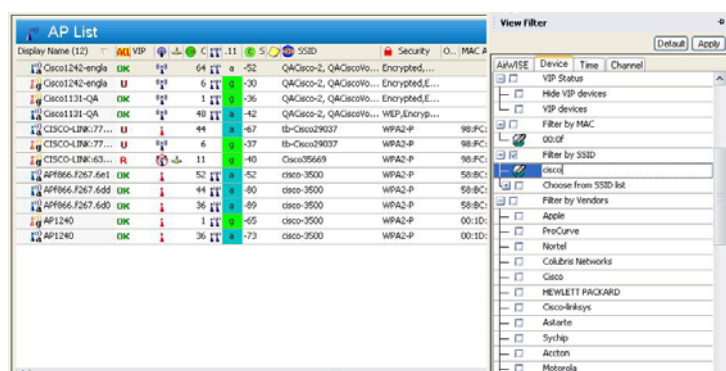 AP List
Display Name (12) ACL VIP C .11 S SSID Security O.. MAC A
Cisco1242-engla OK 64 a -52 QACisco-2, QACiscoVo... Encrypted,...
Cisco1242-engla U 6 g -30 QACisco-2, QACiscoVo... Encrypted,E...
Cisco1131-QA OK 1 g -36 QACisco-2, QACiscoVo... Encrypted,E...
Cisco1131-QA OK 48 a -42 QACisco-2, QACiscoVo... WEP,Encryp...
CISCO-LINK:77... U 44 a -67 tb-Cisco29037 WPA2-P 98:FC:
CISCO-LINK:77... U 6 g -37 tb-Cisco29037 WPA2-P 98:FC:
CISCO-LINK:63... R 11 g -40 Cisco35669 WPA2-P 98:FC:
APf866.f267.6e1 OK 52 a -52 cisco-3500 WPA2-P 58:BC:
APf866.f267.6dd OK 44 a -80 cisco-3500 WPA2-P 58:BC:
APf866.f267.6d0 OK 36 a -89 cisco-3500 WPA2-P 58:BC:
AP1240 OK 1 g -65 cisco-3500 WPA2-P 00:1D:
AP1240 OK 36 a -73 cisco-3500 WPA2-P 00:1D:
View Filter
Default Apply
AirWISE Device Time Channel
VIP Status
Hide VIP devices
VIP devices
Filter by MAC
00:0f
Filter by SSID
cisco
Choose from SSID list
Filter by Vendors
Apple
ProCurve
Nortel
Colubris Networks
Cisco
HEWLETT PACKARD
Cisco-linksys
Astarte
Sychip
Accton
Motorola